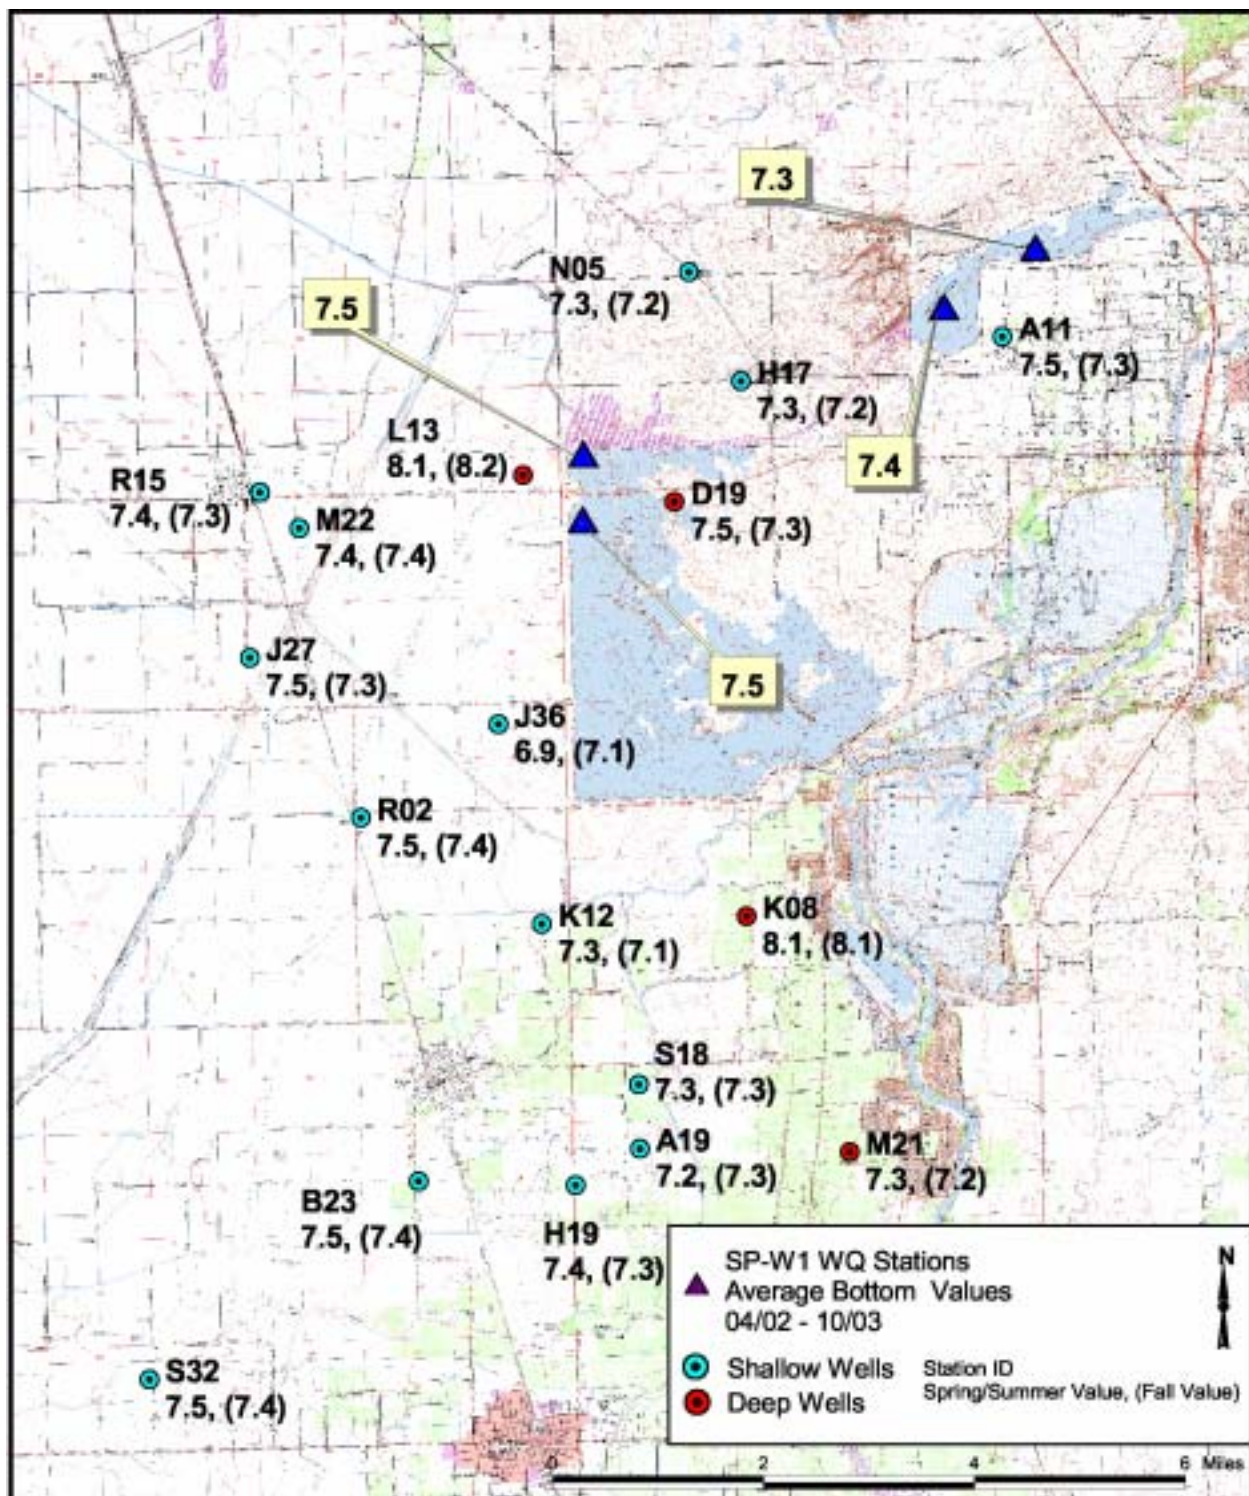 7.3
N05
7.3, (7.2)
7.5
A11
7.5, (7.3)
H17
7.3, (7.2)
L13
8.1, (8.2)
7.4
R15
7.4, (7.3)
D19
7.5, (7.3)
M22
7.4, (7.4)
J27
7.5, (7.3)
7.5
J36
6.9, (7.1)
R02
7.5, (7.4)
K12
7.3, (7.1)
K08
8.1, (8.1)
S18
7.3, (7.3)
A19
7.2, (7.3)
M21
7.3, (7.2)
B23
7.5, (7.4)
H19
7.4, (7.3)
S32
7.5, (7.4)
SP-W1 WQ Stations
Average Bottom Values
04/02 - 10/03
N
Shallow Wells
Deep Wells
Station ID
Spring/Summer Value, (Fall Value)
0 2 4 6 Miles